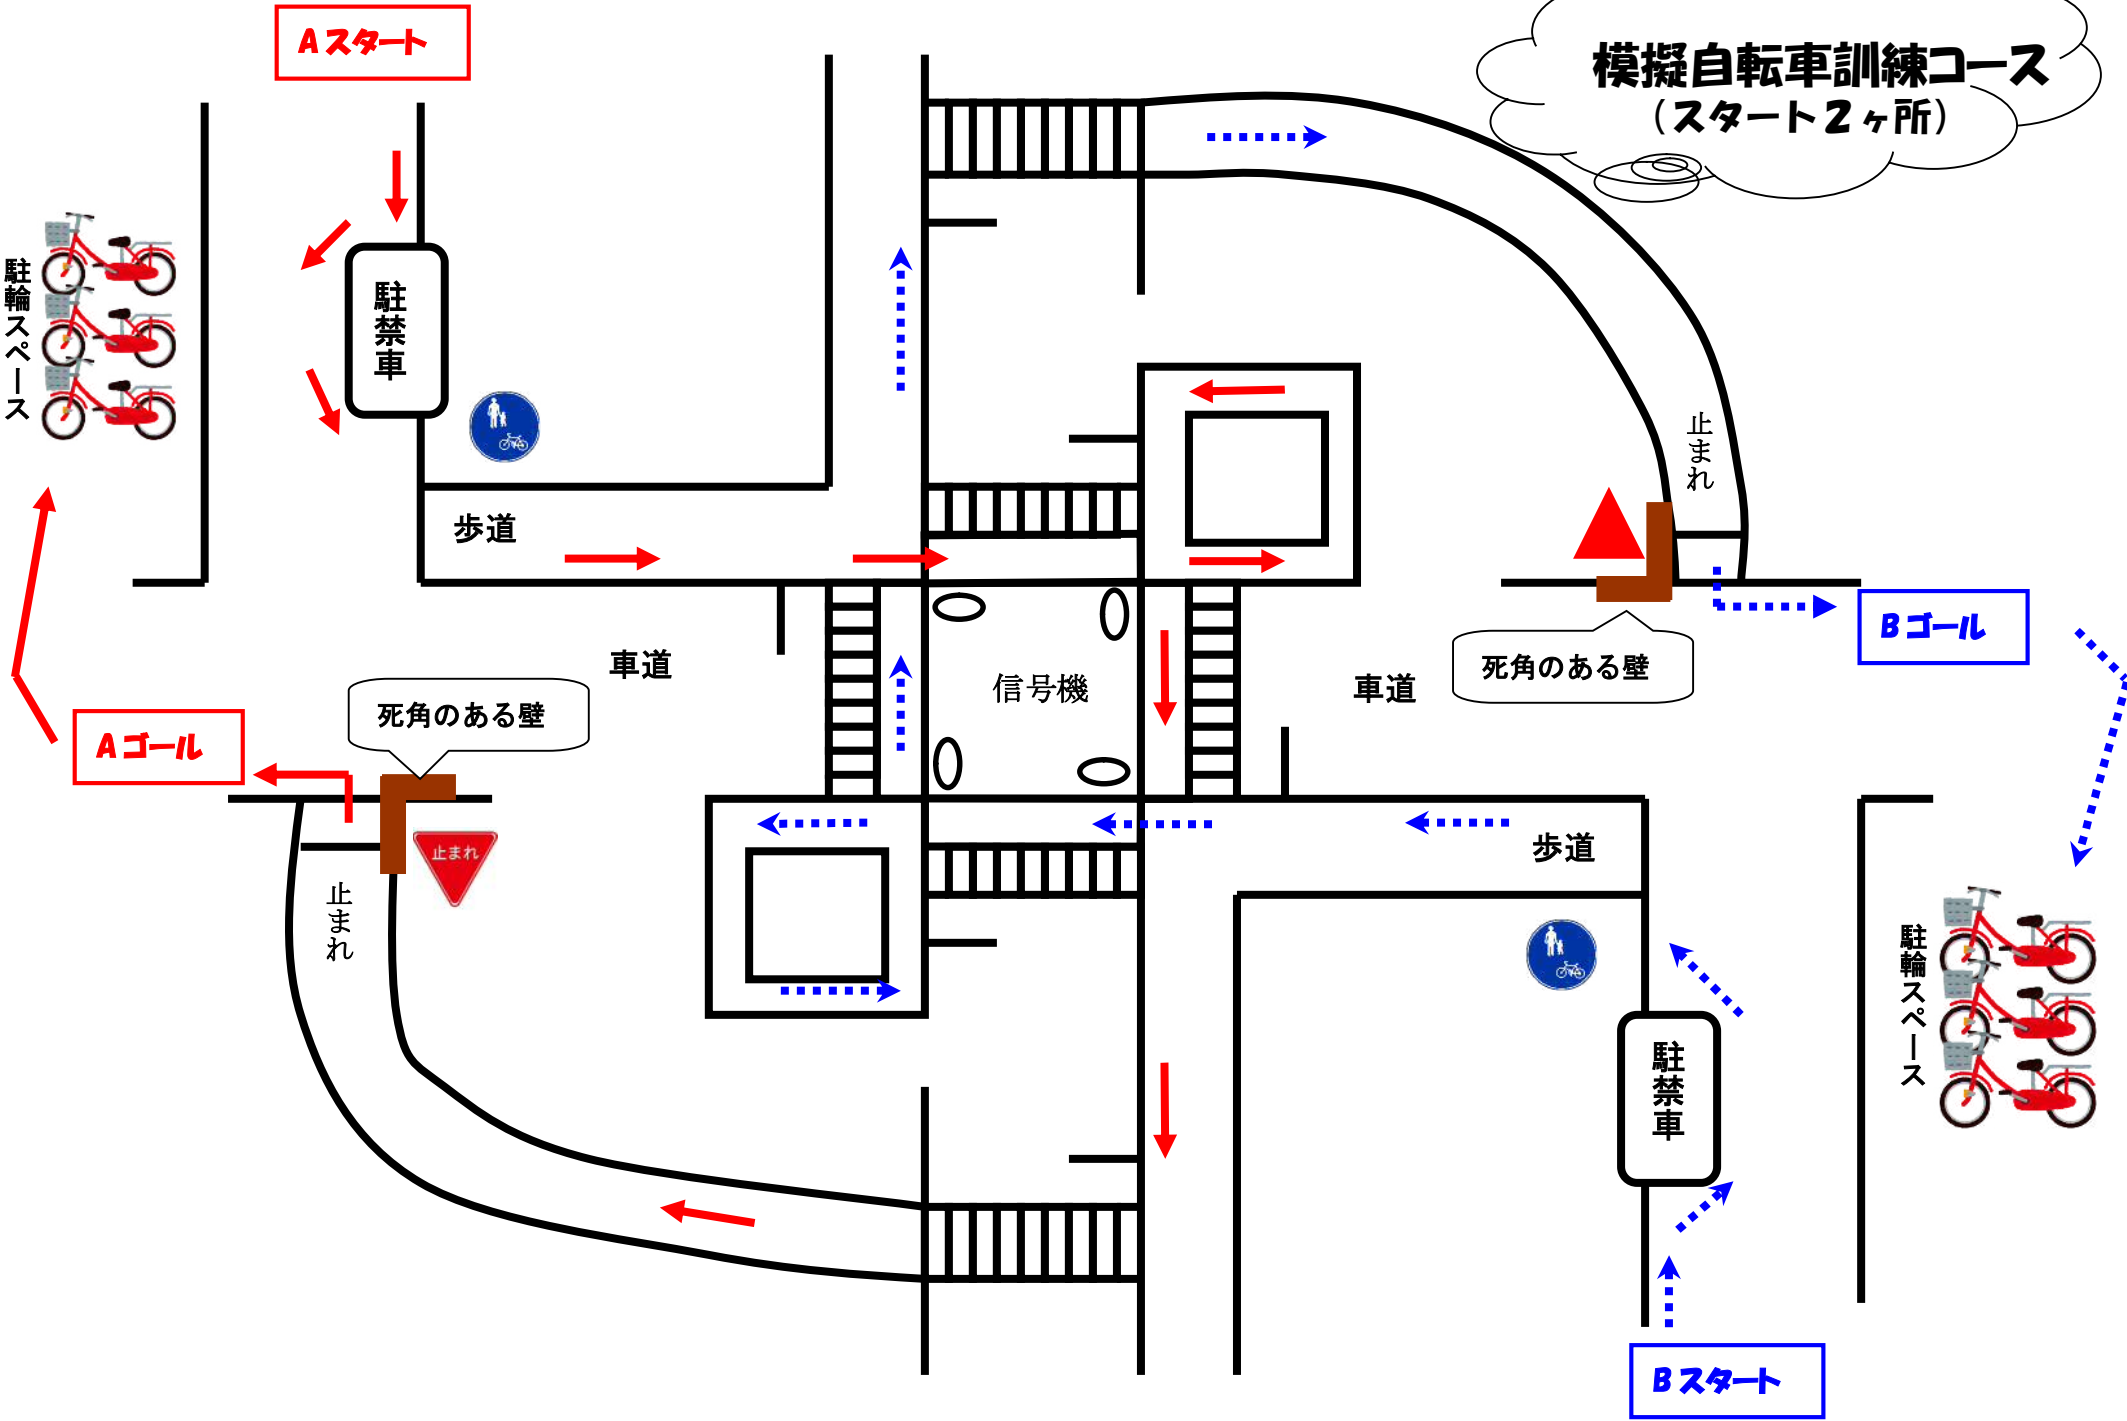 Aスタート
模擬自転車訓練コース
（スタート2ヶ所）
駐輪スペース
駐禁車
止まれ
歩道
Bゴール
車道
信号機
車道
死角のある壁
死角のある壁
Aゴール
歩道
止まれ
止まれ
駐輪スペース
駐禁車
Bスタート